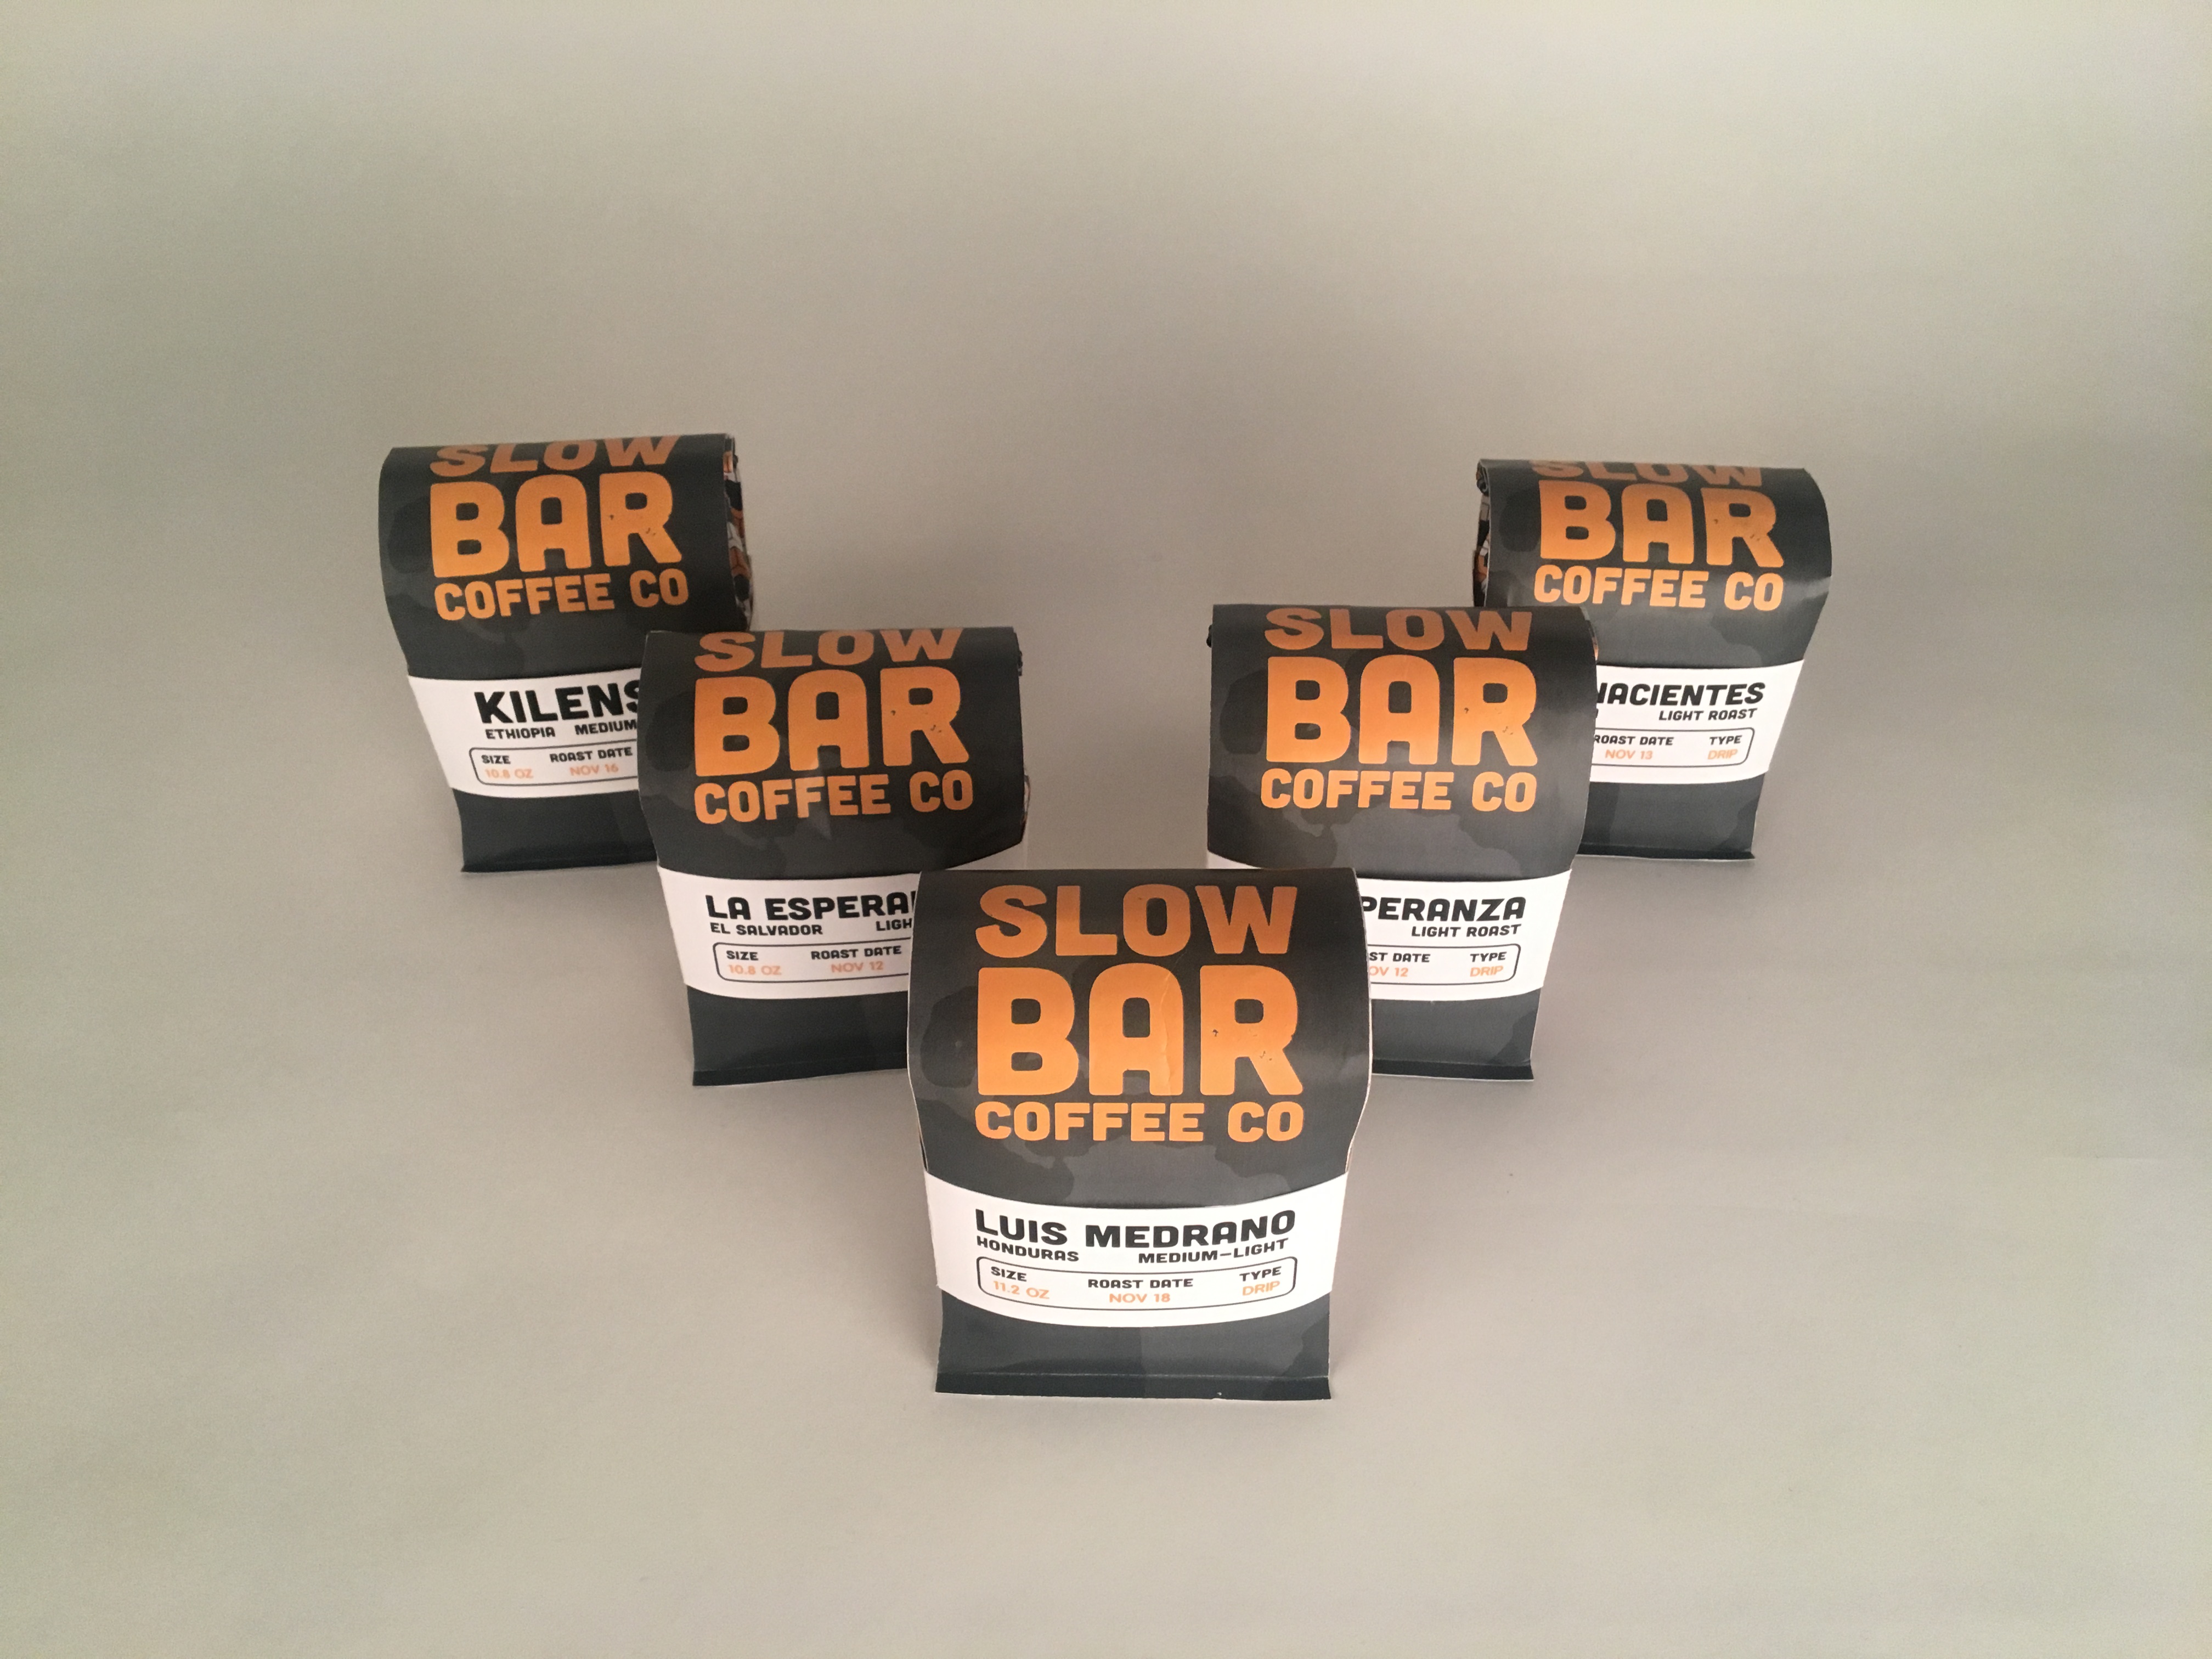 SLOW
BAR
COFFEE CO
KILENS
ETHIOPIA MEDIUM
SIZE ROAST DATE
10.8 OZ NOV 16
SLOW
BAR
COFFEE CO
LA ESPERA
EL SALVADOR LIGH
SIZE ROAST DATE
10.8 OZ NOV 12
SLOW
BAR
COFFEE CO
LUIS MEDRANO
HONDURAS MEDIUM-LIGHT
SIZE ROAST DATE TYPE
11.2 OZ NOV 18 DRIP
SLOW
BAR
COFFEE CO
PERANZA
LIGHT ROAST
ST DATE TYPE
OV 12 DRIP
SLOW
BAR
COFFEE CO
NACIENTES
LIGHT ROAST
ROAST DATE TYPE
NOV 13 DRIP